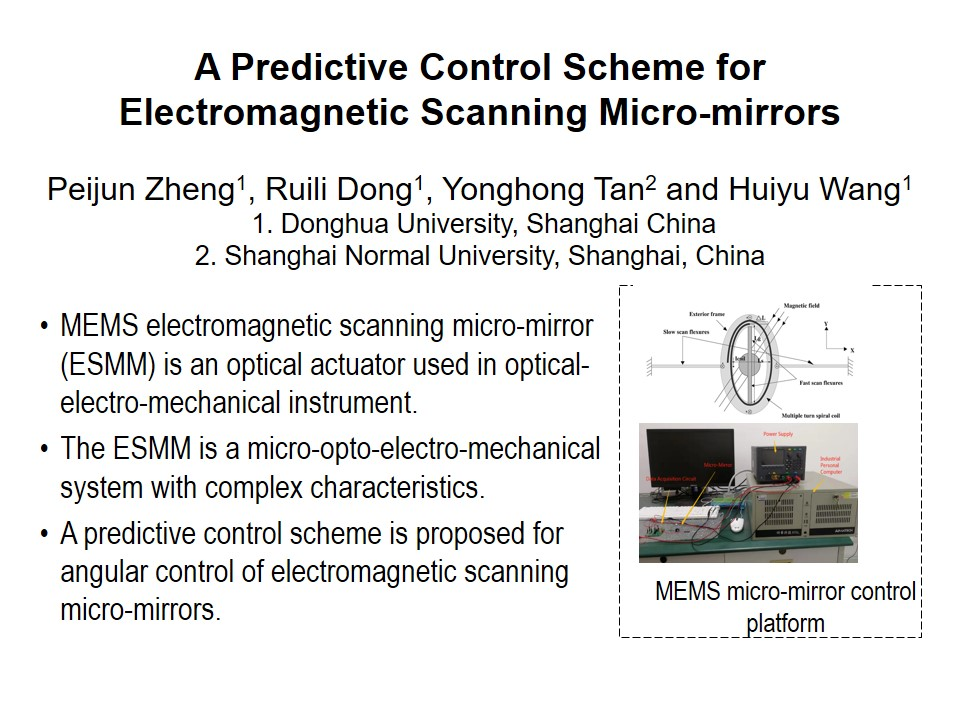 A Predictive Control Scheme for
Electromagnetic Scanning Micro-mirrors
Peijun Zheng1, Ruili Dong1, Yonghong Tan2 and Huiyu Wang1
1. Donghua University, Shanghai China
2. Shanghai Normal University, Shanghai, China
• MEMS electromagnetic scanning micro-mirror
(ESMM) is an optical actuator used in optical-
electro-mechanical instrument.
• The ESMM is a micro-opto-electro-mechanical
system with complex characteristics.
• A predictive control scheme is proposed for
angular control of electromagnetic scanning
micro-mirrors.
Magnetic field
Exterior frame
Slow scan flexures
Y
X
Fast scan flexures
Multiple turn spiral coil
Power Supply
Micro-Mirror
Industrial
Personal
Computer
Data Acquisition Circuit
MEMS micro-mirror control
platform